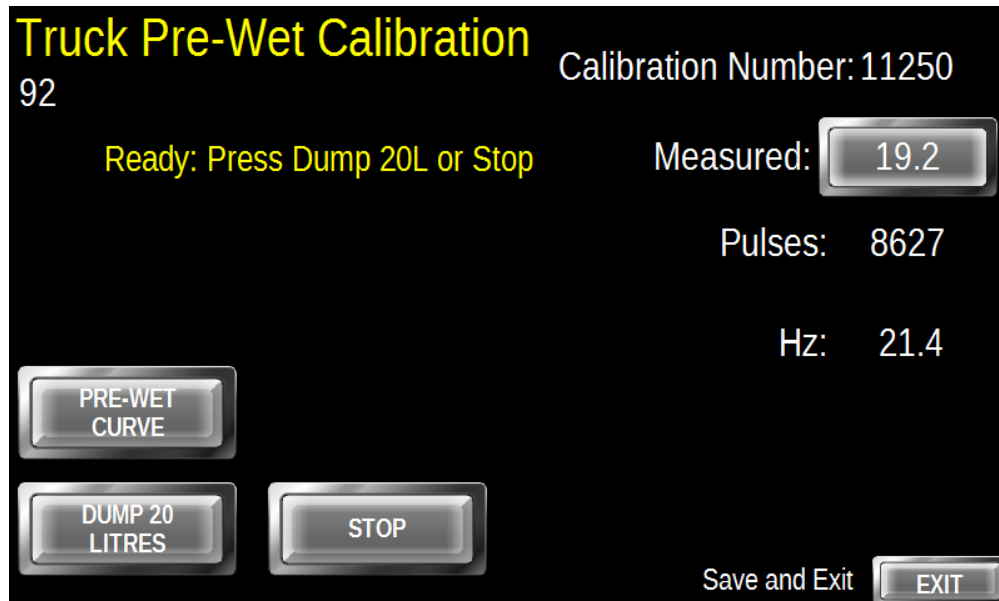 Truck Pre-Wet Calibration
92
Calibration Number: 11250
Ready: Press Dump 20L or Stop
Measured: 19.2
Pulses: 8627
Hz: 21.4
PRE-WET
CURVE
DUMP 20
LITRES
STOP
Save and Exit
EXIT